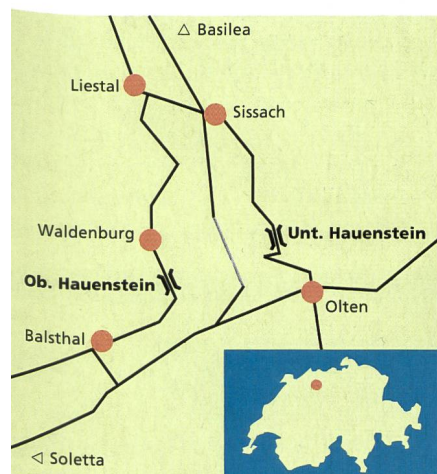 △ Basilea
Liestal
Sissach
Waldenburg
Unt. Hauenstein
Ob. Hauenstein
Olten
Balsthal
◁ Soletta